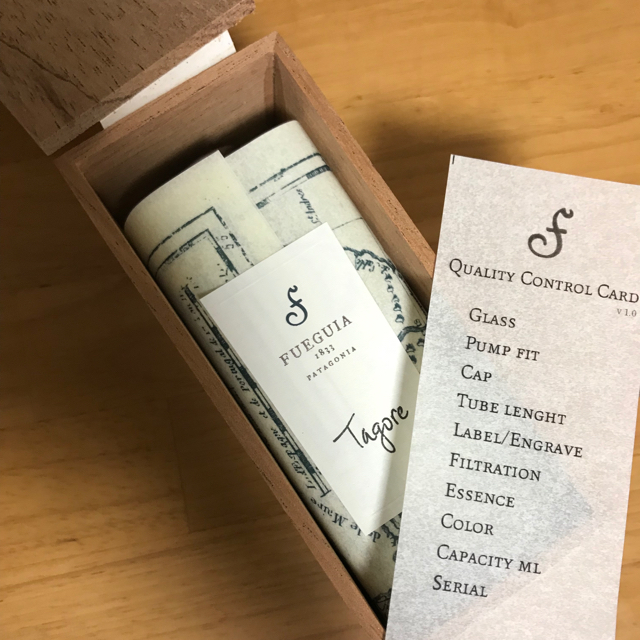 F
FUEGUIA
1833
PATAGONIA
Tagore
F
QUALITY CONTROL CARD
v 1.0
GLASS
PUMP FIT
CAP
TUBE LENGHT
LABEL/ENGRAVE
FILTRATION
ESSENCE
COLOR
CAPACITY ML
SERIAL